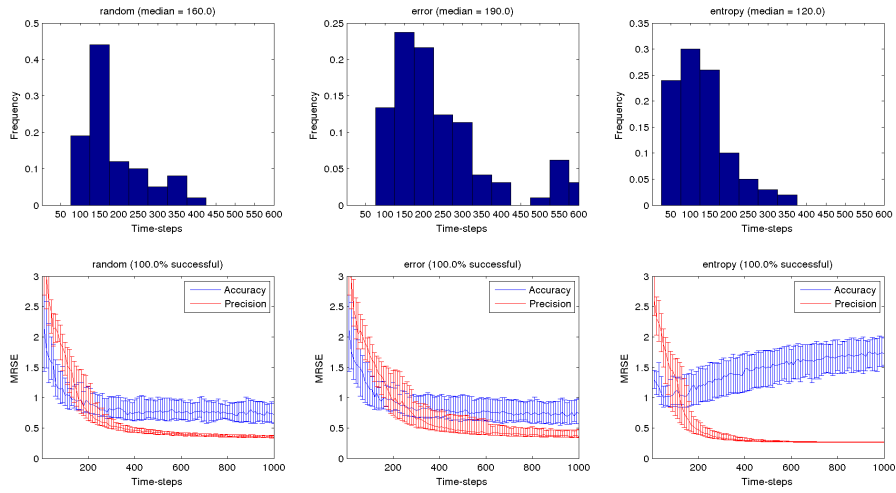 random (median = 160.0)
0.5
0.4
0.3
0.2
0.1
0
Frequency
50 100 150 200 250 300 350 400 450 500 550 600
Time-steps
error (median = 190.0)
0.25
0.2
0.15
0.1
0.05
0
Frequency
50 100 150 200 250 300 350 400 450 500 550 600
Time-steps
entropy (median = 120.0)
0.35
0.3
0.25
0.2
0.15
0.1
0.05
0
Frequency
50 100 150 200 250 300 350 400 450 500 550 600
Time-steps
random (100.0% successful)
3
2.5
2
1.5
1
0.5
0
MRSE
Accuracy
Precision
200 400 600 800 1000
Time-steps
error (100.0% successful)
3
2.5
2
1.5
1
0.5
0
MRSE
Accuracy
Precision
200 400 600 800 1000
Time-steps
entropy (100.0% successful)
3
2.5
2
1.5
1
0.5
0
MRSE
Accuracy
Precision
200 400 600 800 1000
Time-steps